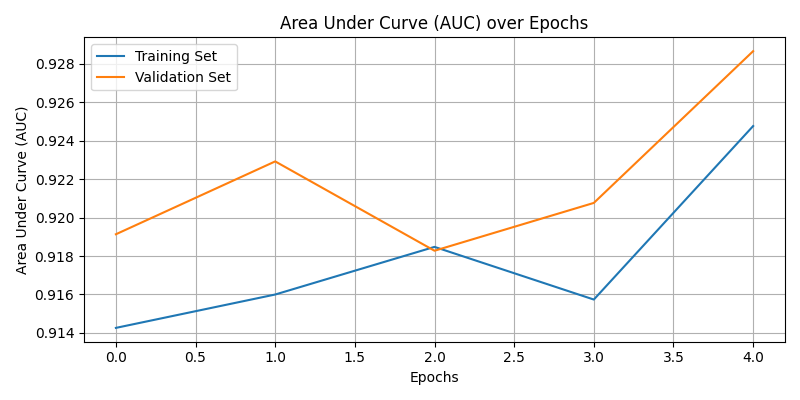 Area Under Curve (AUC) over Epochs
Training Set
Validation Set
0.928
0.926
0.924
0.922
0.920
0.918
0.916
0.914
Area Under Curve (AUC)
0.0 0.5 1.0 1.5 2.0 2.5 3.0 3.5 4.0
Epochs